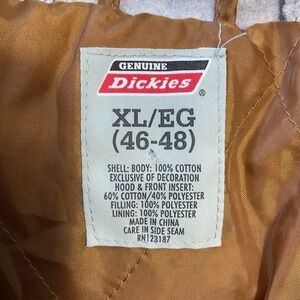 GENUINE
Dickies
®
XL/EG
(46-48)
SHELL: BODY: 100% COTTON
EXCLUSIVE OF DECORATION
HOOD & FRONT INSERT:
60% COTTON/40% POLYESTER
FILLING: 100% POLYESTER
LINING: 100% POLYESTER
MADE IN CHINA
CARE IN SIDE SEAM
RN123187